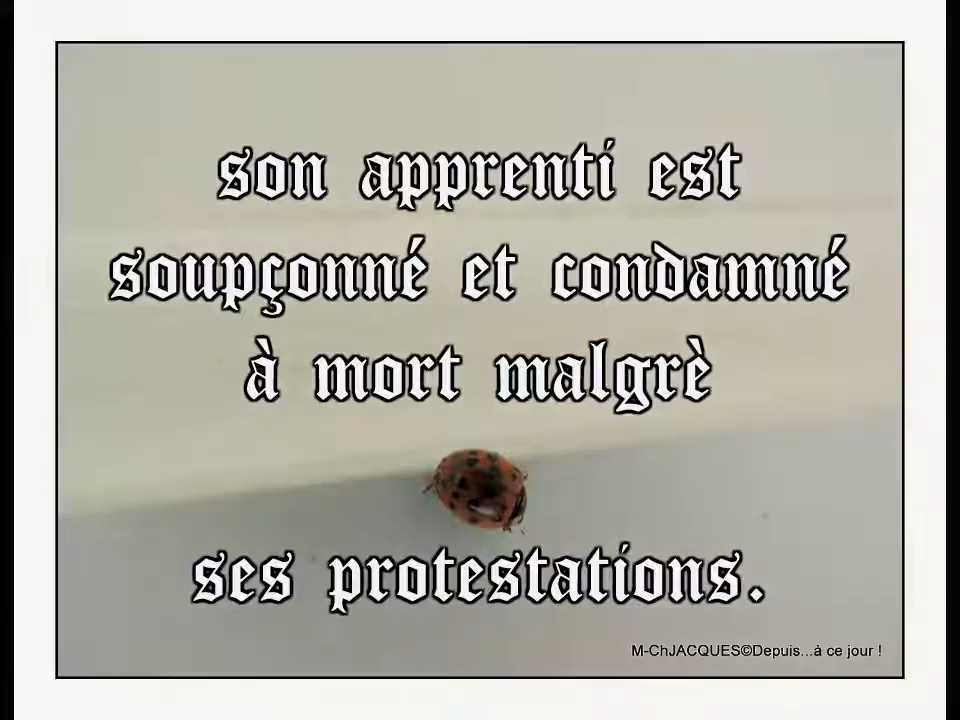 son apprenti est
soupçonné et condamné
à mort malgrè
ses protestations.
M-ChJACQUES©Depuis...à ce jour !